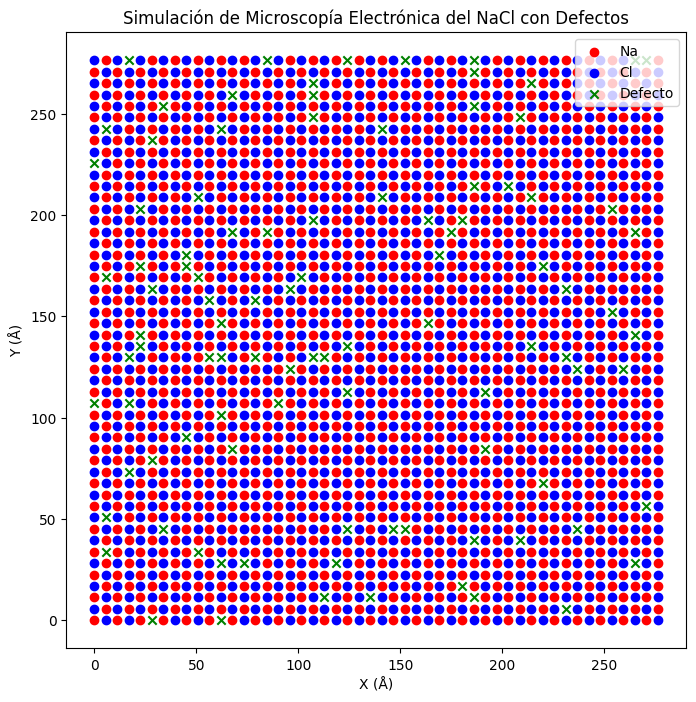 Simulación de Microscopía Electrónica del NaCl con Defectos
Na
Cl
Defecto
Y (Å)
250
200
150
100
50
0
0 50 100 150 200 250
X (Å)